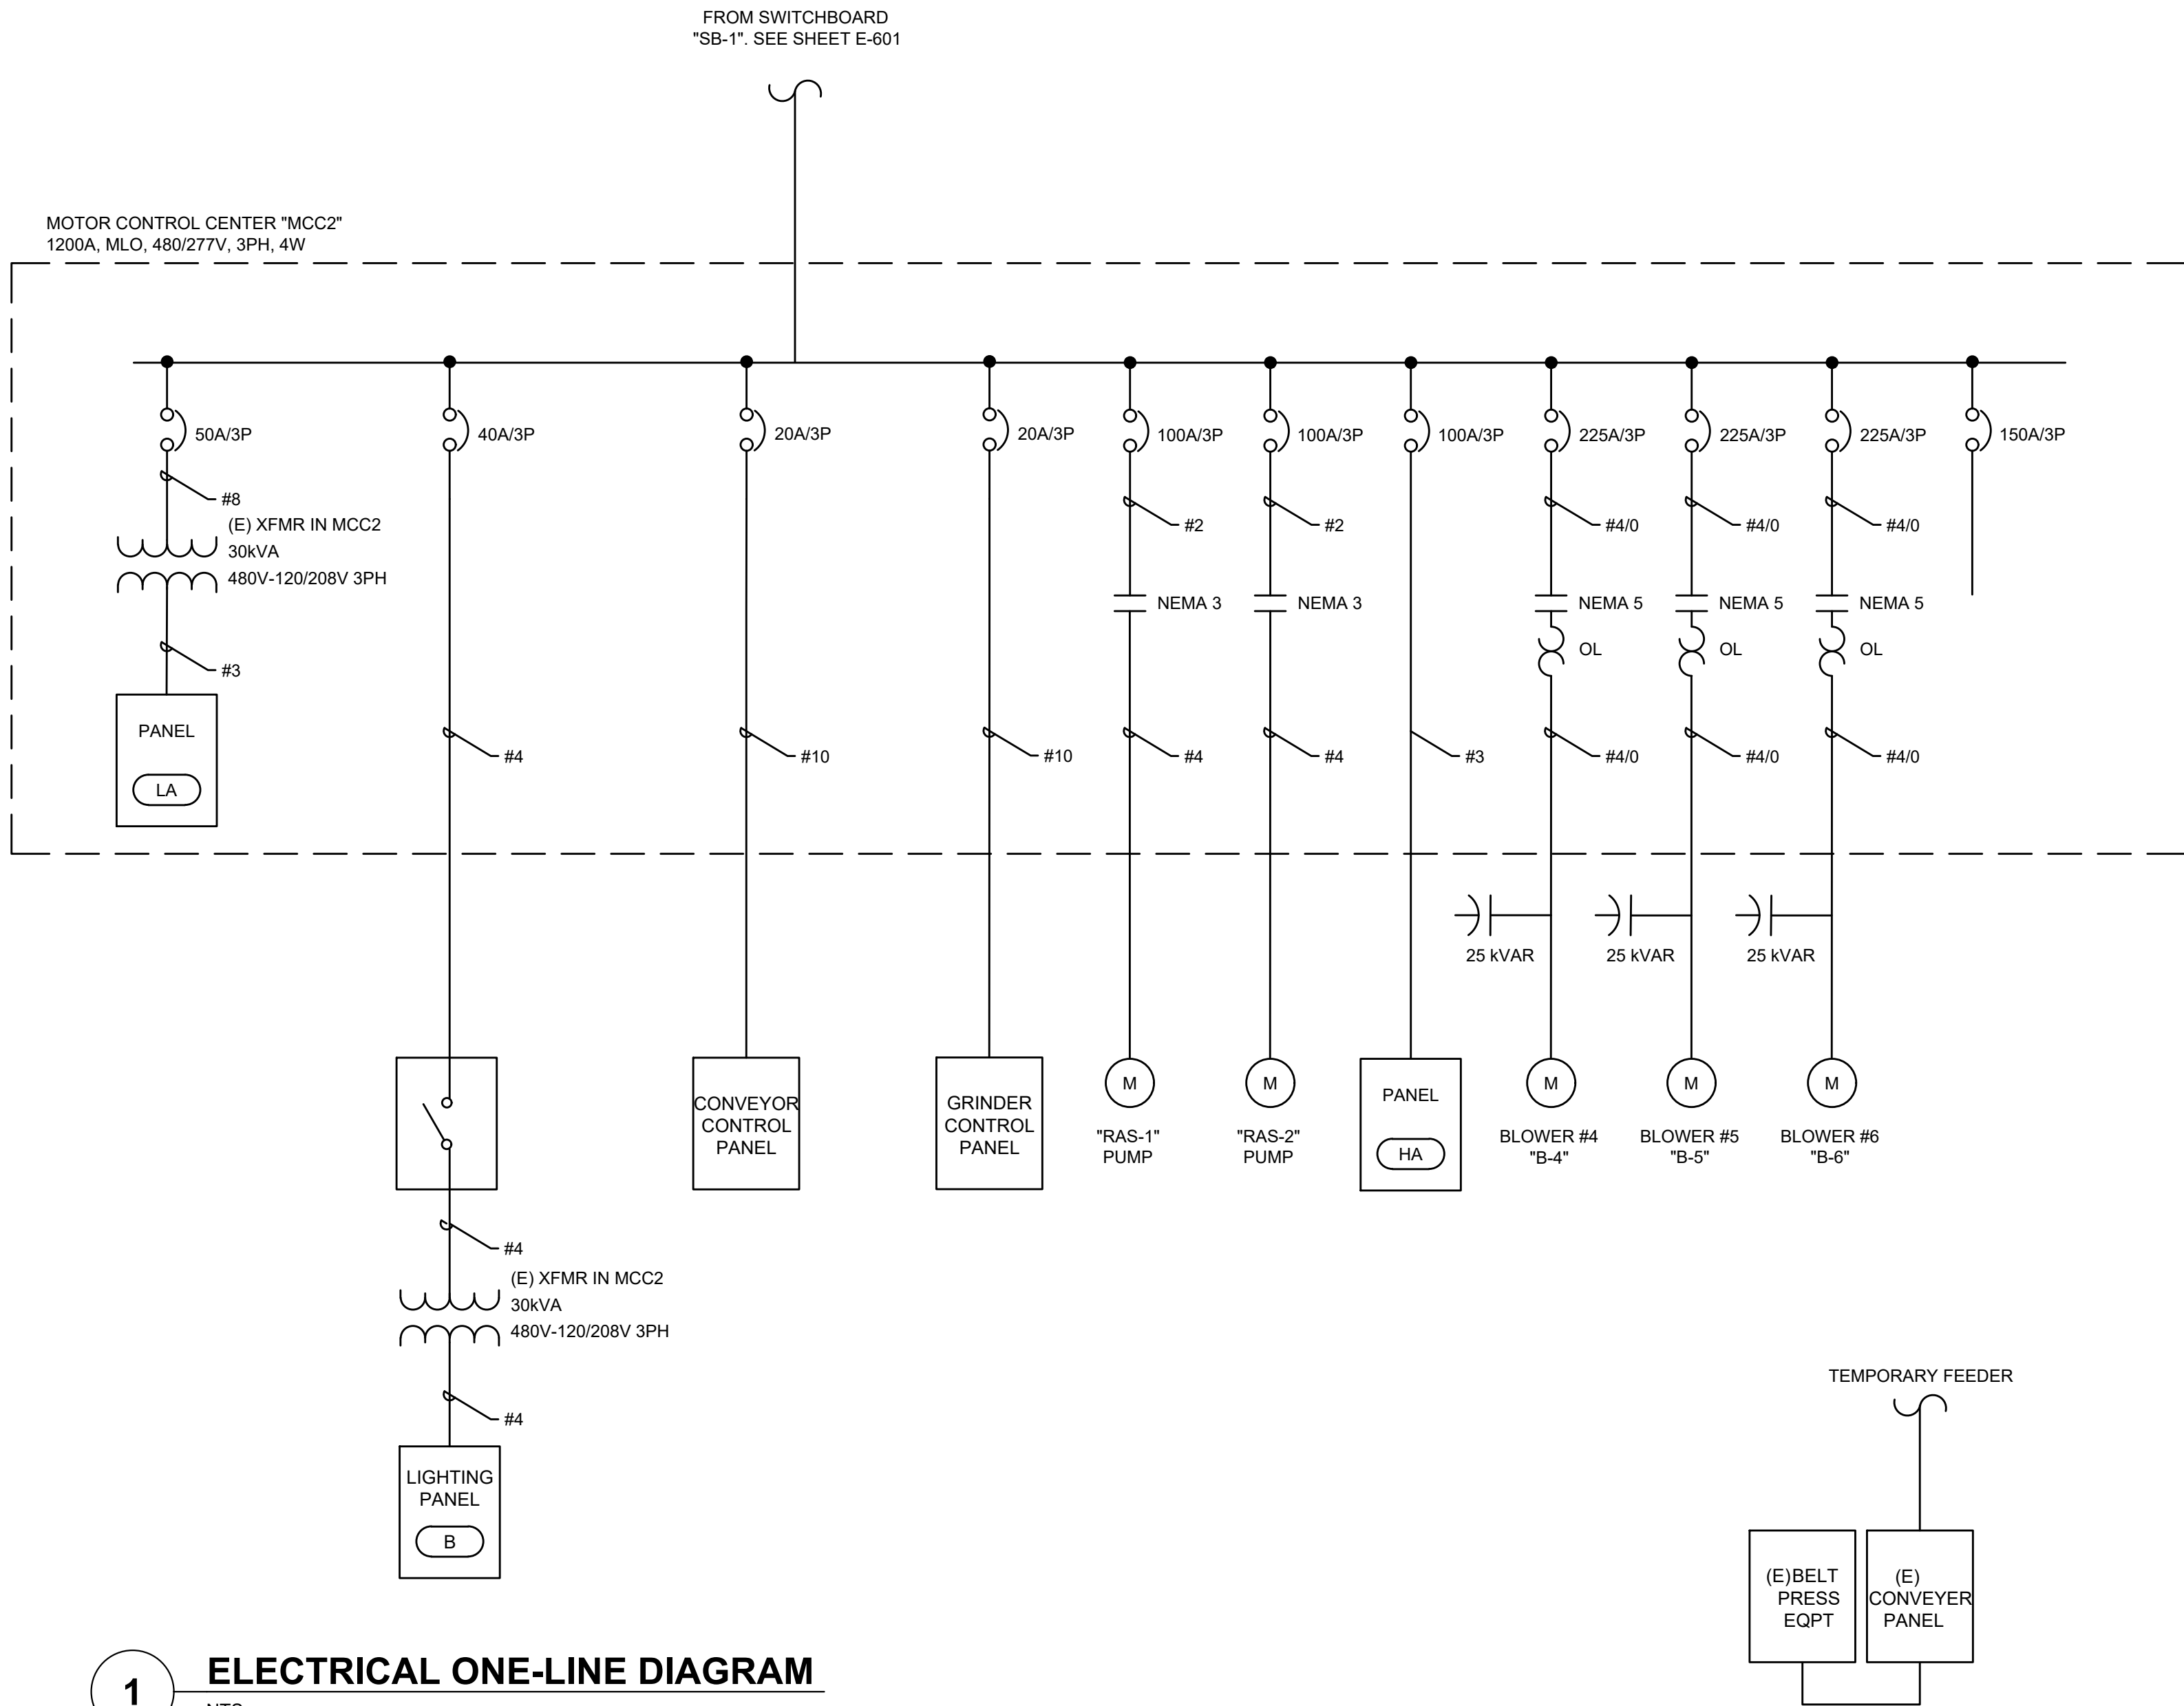 FROM SWITCHBOARD
"SB-1". SEE SHEET E-601
MOTOR CONTROL CENTER "MCC2"
1200A, MLO, 480/277V, 3PH, 4W
50A/3P
40A/3P
20A/3P
20A/3P
100A/3P
100A/3P
100A/3P
225A/3P
225A/3P
225A/3P
150A/3P
#8
(E) XFMR IN MCC2
30kVA
480V-120/208V 3PH
#2
#2
#4/0
#4/0
#4/0
NEMA 3
NEMA 3
NEMA 5
NEMA 5
NEMA 5
OL
OL
OL
#3
PANEL
LA
#4
#10
#10
#4
#4
#3
#4/0
#4/0
#4/0
25 kVAR
25 kVAR
25 kVAR
CONVEYOR
CONTROL
PANEL
GRINDER
CONTROL
PANEL
M
"RAS-1"
PUMP
M
"RAS-2"
PUMP
PANEL
HA
M
BLOWER #4
"B-4"
M
BLOWER #5
"B-5"
M
BLOWER #6
"B-6"
#4
(E) XFMR IN MCC2
30kVA
480V-120/208V 3PH
#4
LIGHTING
PANEL
B
TEMPORARY FEEDER
(E)BELT
PRESS
EQPT
(E)
CONVEYER
PANEL
1
ELECTRICAL ONE-LINE DIAGRAM
NTS